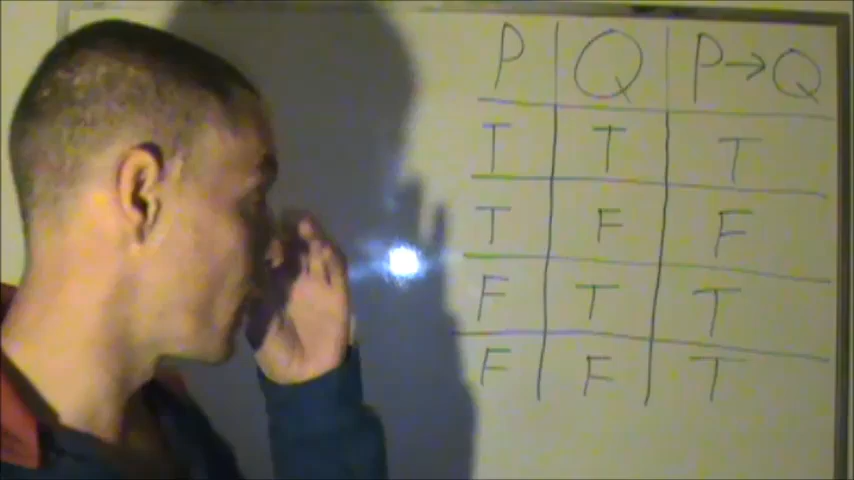 P Q P→Q
T T T
T F F
F T T
F F T